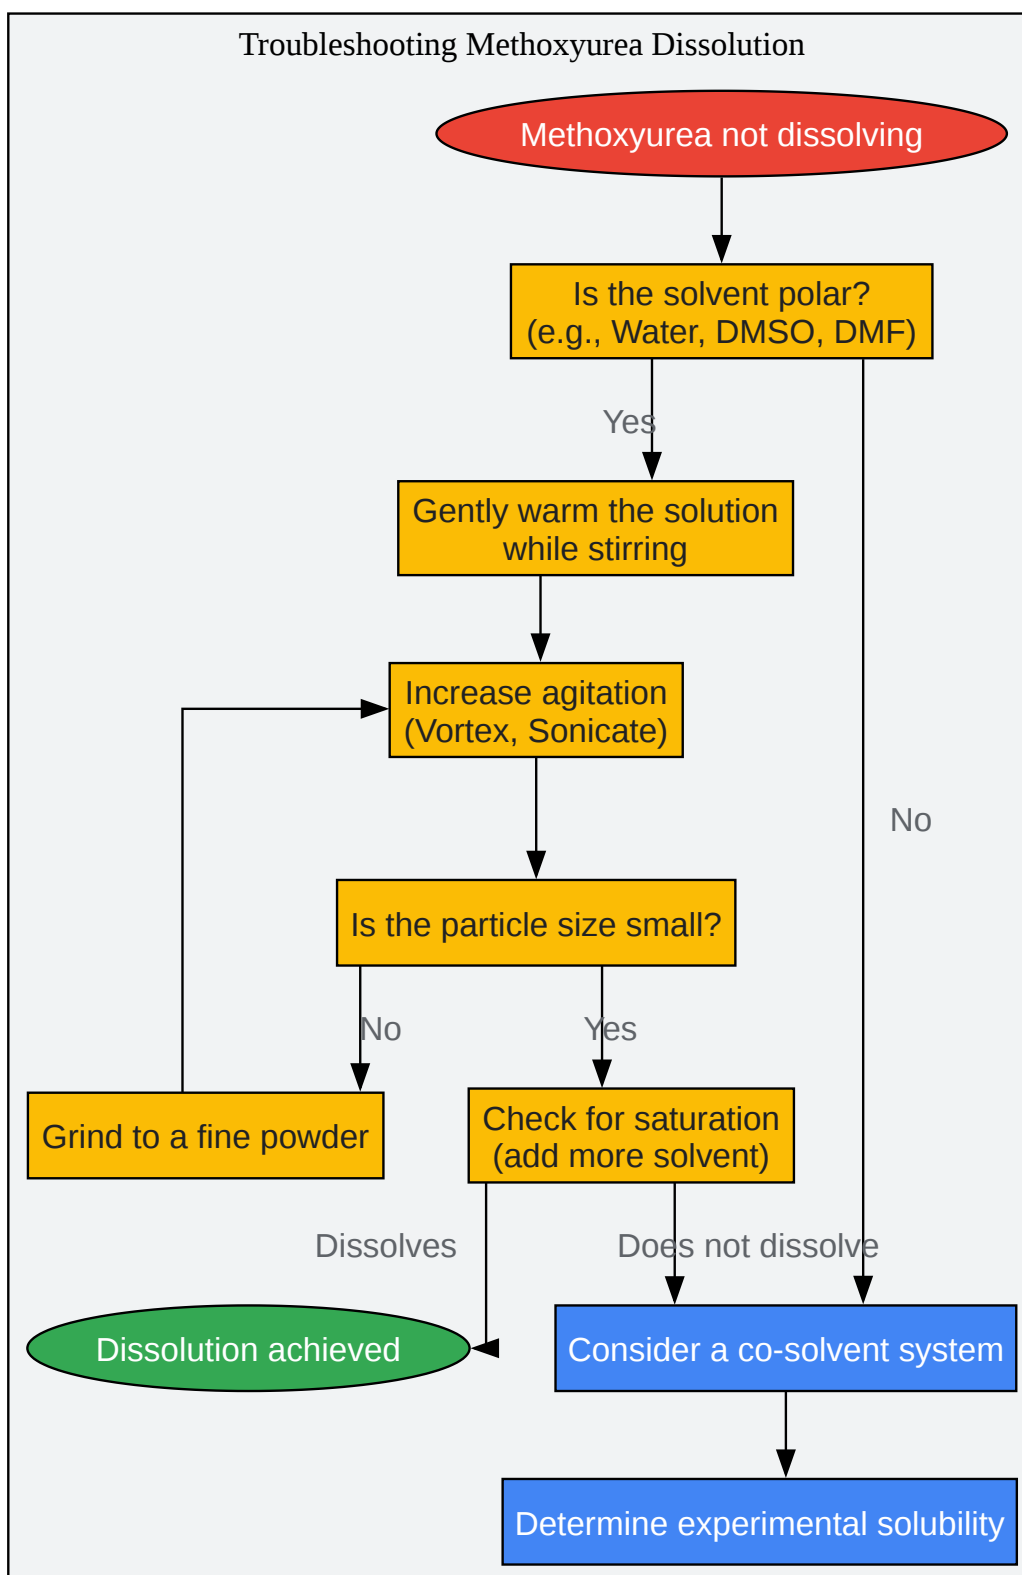 Troubleshooting Methoxyurea Dissolution
Methoxyurea not dissolving
Is the solvent polar?
(e.g., Water, DMSO, DMF)
Yes
Gently warm the solution
while stirring
Increase agitation
(Vortex, Sonicate)
No
Is the particle size small?
No
Yes
Grind to a fine powder
Check for saturation
(add more solvent)
Dissolves
Does not dissolve
Dissolution achieved
Consider a co-solvent system
Determine experimental solubility